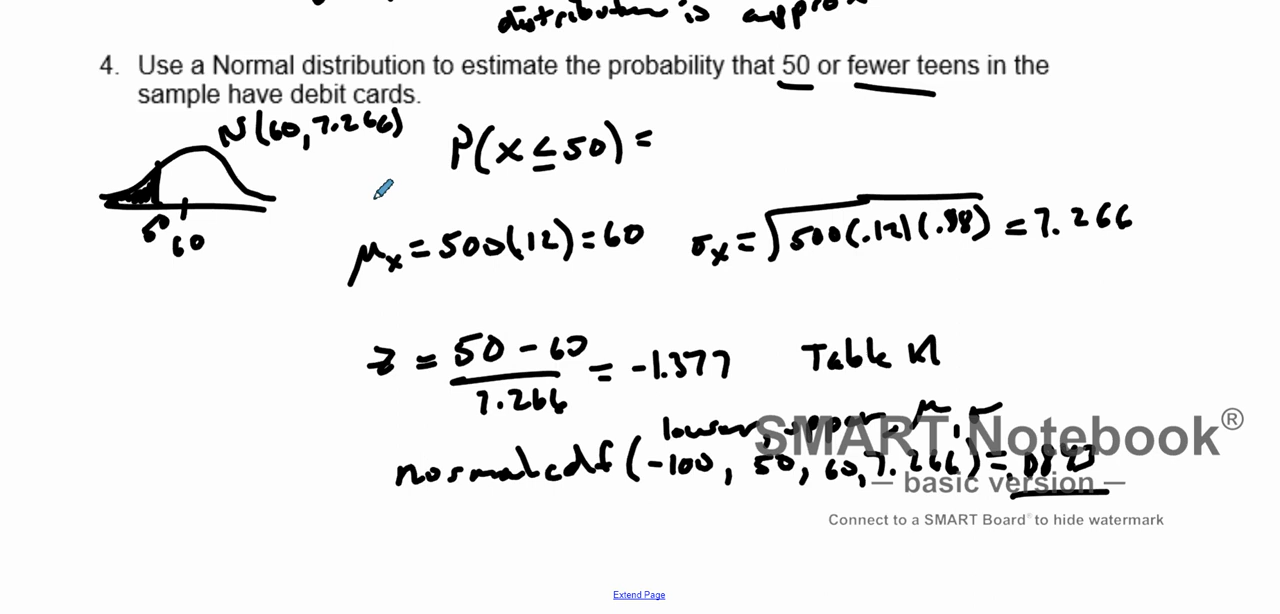 distribution is approx
4. Use a Normal distribution to estimate the probability that 50 or fewer teens in the
sample have debit cards.
N(60, 7.266)
P(x ≤ 50) =
50
60
μx = 500(.12) = 60
σx = √500(.12)(.88) = 7.266
z = 50 - 60 / 7.266 = -1.377
Table A
lower, upper, μ, σ
normalcdf (-100, 50, 60, 7.266) =
SMART Notebook®
— basic version —
Connect to a SMART Board® to hide watermark
Extend Page